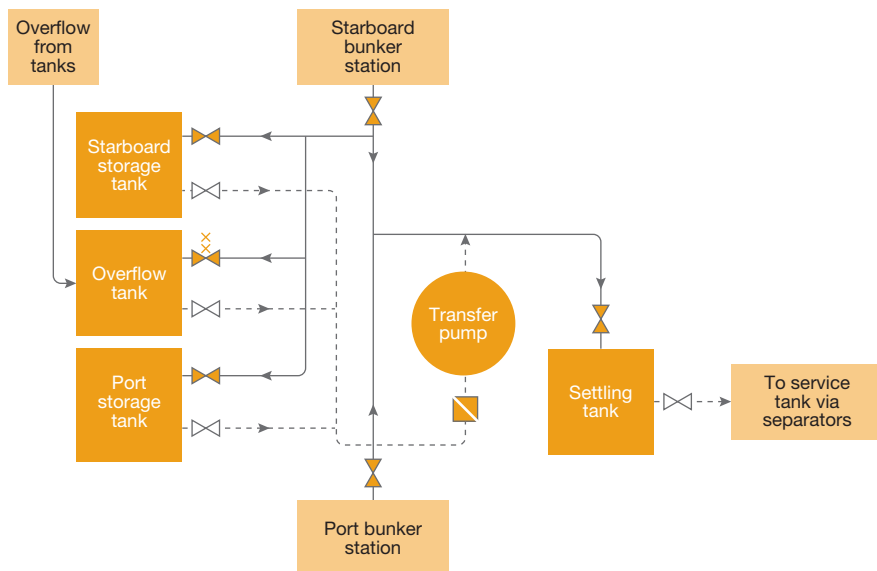 Overflow
from
tanks
Starboard
bunker
station
Starboard
storage
tank
Overflow
tank
Transfer
pump
Port
storage
tank
Settling
tank
To service
tank via
separators
Port bunker
station